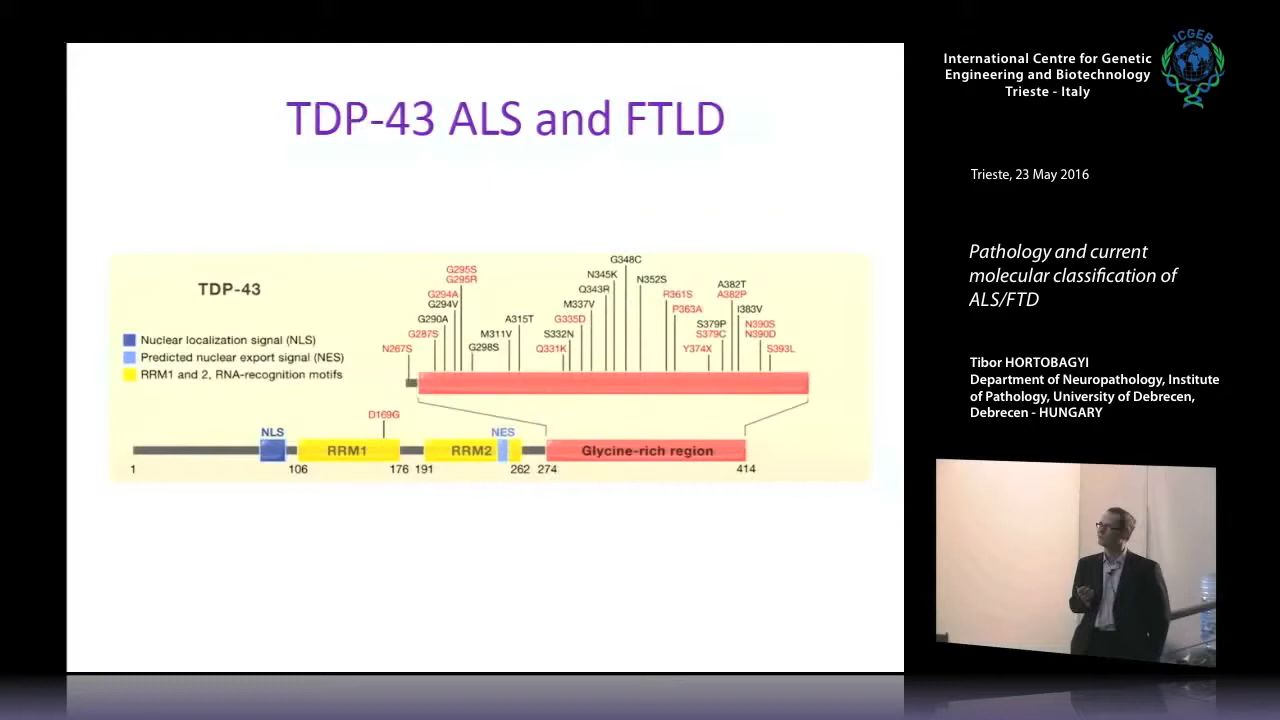 TDP-43 ALS and FTLD
TDP-43
Nuclear localization signal (NLS)
Predicted nuclear export signal (NES)
RRM1 and 2, RNA-recognition motifs
N267S
G287S
G290A
G294A
G294V
G295S
G295R
G298S
M311V
A315T
Q331K
S332N
G335D
M337V
Q343R
N345K
G348C
N352S
R361S
P363A
Y374X
S379P
S379C
A382T
A382P
I383V
N390S
N390D
S393L
D169G
NLS
RRM1
RRM2
NES
Glycine-rich region
1
106
176
191
262
274
414
ICGEB
International Centre for Genetic
Engineering and Biotechnology
Trieste - Italy
Trieste, 23 May 2016
Pathology and current
molecular classification of
ALS/FTD
Tibor HORTOBAGYI
Department of Neuropathology, Institute
of Pathology, University of Debrecen,
Debrecen - HUNGARY